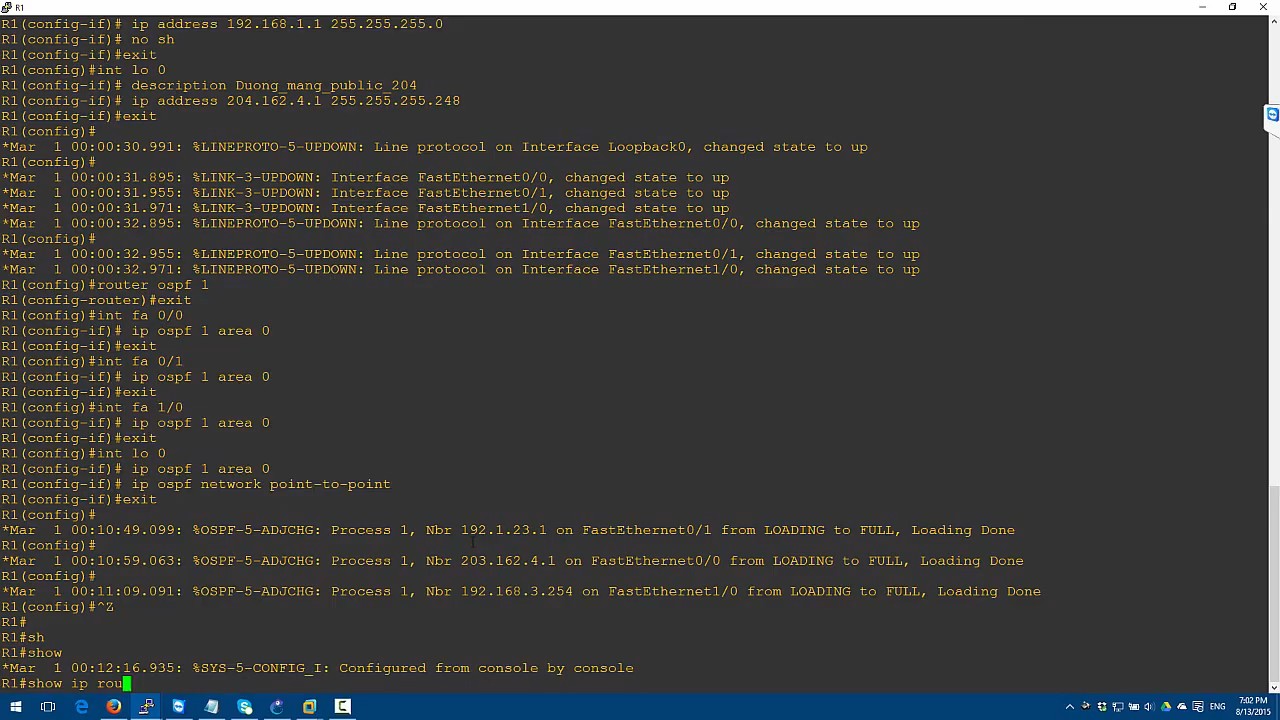 R1
R1(config-if)# ip address 192.168.1.1 255.255.255.0
R1(config-if)# no sh
R1(config-if)#exit
R1(config)#int lo 0
R1(config-if)# description Duong_mang_public_204
R1(config-if)# ip address 204.162.4.1 255.255.255.248
R1(config-if)#exit
R1(config)#
*Mar  1 00:00:30.991: %LINEPROTO-5-UPDOWN: Line protocol on Interface Loopback0, changed state to up
R1(config)#
*Mar  1 00:00:31.895: %LINK-3-UPDOWN: Interface FastEthernet0/0, changed state to up
*Mar  1 00:00:31.955: %LINK-3-UPDOWN: Interface FastEthernet0/1, changed state to up
*Mar  1 00:00:31.971: %LINK-3-UPDOWN: Interface FastEthernet1/0, changed state to up
*Mar  1 00:00:32.895: %LINEPROTO-5-UPDOWN: Line protocol on Interface FastEthernet0/0, changed state to up
R1(config)#
*Mar  1 00:00:32.955: %LINEPROTO-5-UPDOWN: Line protocol on Interface FastEthernet0/1, changed state to up
*Mar  1 00:00:32.971: %LINEPROTO-5-UPDOWN: Line protocol on Interface FastEthernet1/0, changed state to up
R1(config)#router ospf 1
R1(config-router)#exit
R1(config)#int fa 0/0
R1(config-if)# ip ospf 1 area 0
R1(config-if)#exit
R1(config)#int fa 0/1
R1(config-if)# ip ospf 1 area 0
R1(config-if)#exit
R1(config)#int fa 1/0
R1(config-if)# ip ospf 1 area 0
R1(config-if)#exit
R1(config)#int lo 0
R1(config-if)# ip ospf 1 area 0
R1(config-if)# ip ospf network point-to-point
R1(config-if)#exit
R1(config)#
*Mar  1 00:10:49.099: %OSPF-5-ADJCHG: Process 1, Nbr 192.1.23.1 on FastEthernet0/1 from LOADING to FULL, Loading Done
R1(config)#
*Mar  1 00:10:59.063: %OSPF-5-ADJCHG: Process 1, Nbr 203.162.4.1 on FastEthernet0/0 from LOADING to FULL, Loading Done
R1(config)#
*Mar  1 00:11:09.091: %OSPF-5-ADJCHG: Process 1, Nbr 192.168.3.254 on FastEthernet1/0 from LOADING to FULL, Loading Done
R1(config)#^Z
R1#
R1#sh
R1#show
*Mar  1 00:12:16.935: %SYS-5-CONFIG_I: Configured from console by console
R1#show ip rou
ENG
7:02 PM
8/13/2015